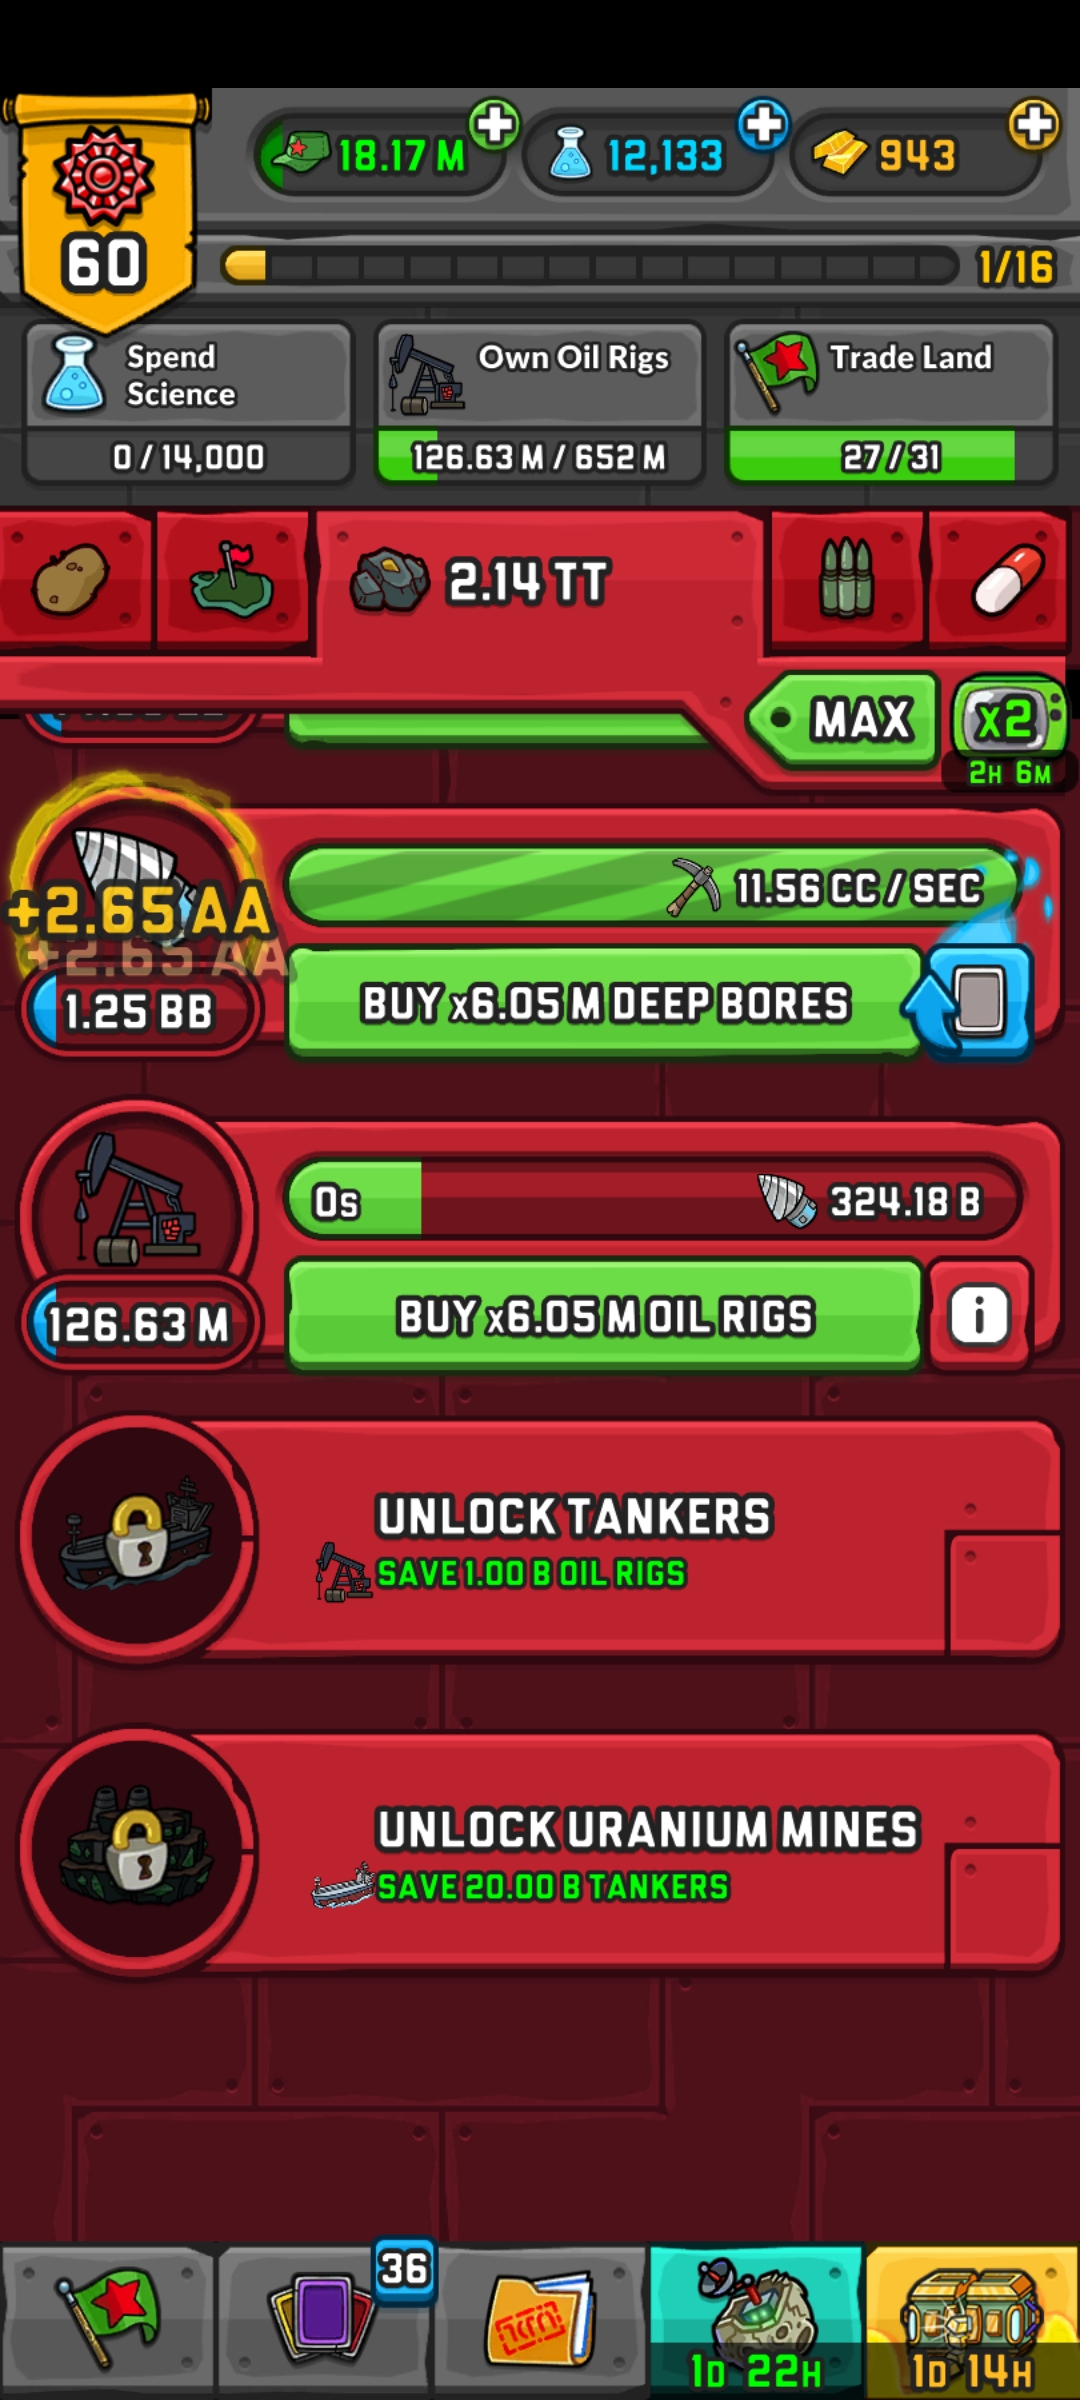 60
18.17 M
12,133
943
1/16
Spend
Science
0 / 14,000
Own Oil Rigs
126.63 M / 652 M
Trade Land
27 / 31
2.14 TT
MAX
x2
2H 6M
11.56 CC / SEC
+2.65 AA
+2.65 AA
1.25 BB
BUY x6.05 M DEEP BORES
0s
324.18 B
126.63 M
BUY x6.05 M OIL RIGS
i
UNLOCK TANKERS
SAVE 1.00 B OIL RIGS
UNLOCK URANIUM MINES
SAVE 20.00 B TANKERS
36
1D 22H
1D 14H